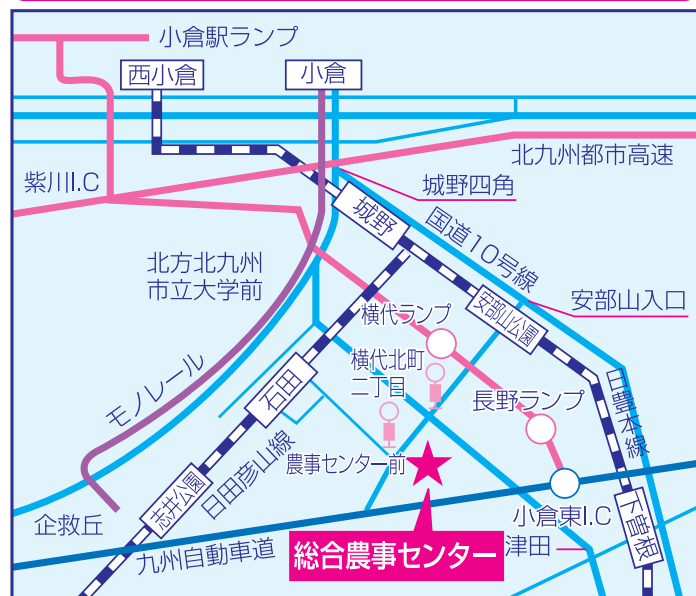 小倉駅ランプ
西小倉
小倉
北九州都市高速
紫川I.C
城野四角
城野
国道10号線
北方北九州
市立大学前
安部山公園
安部山入口
横代ランプ
横代北町
二丁目
モノレール
石田
長野ランプ
日豊本線
農事センター前
日田彦山線
志井公園
企救丘
小倉東I.C
下曽根
九州自動車道
総合農事センター
津田